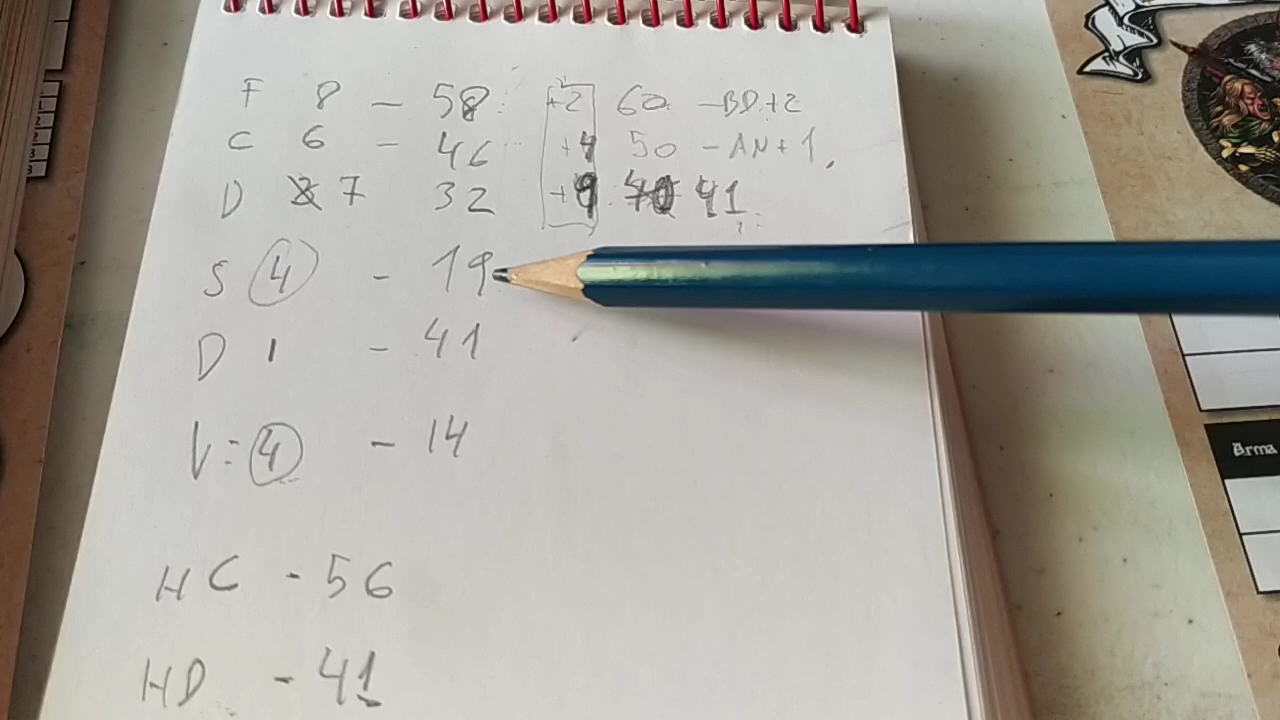 F 8 – 58 +2 60 – BD+2
C 6 – 46 +4 50 – AN+1,
D 7 32 +9 41
S 4 – 19
D 1 – 41
V: 4 – 14
HC - 56
HD - 41
Arma